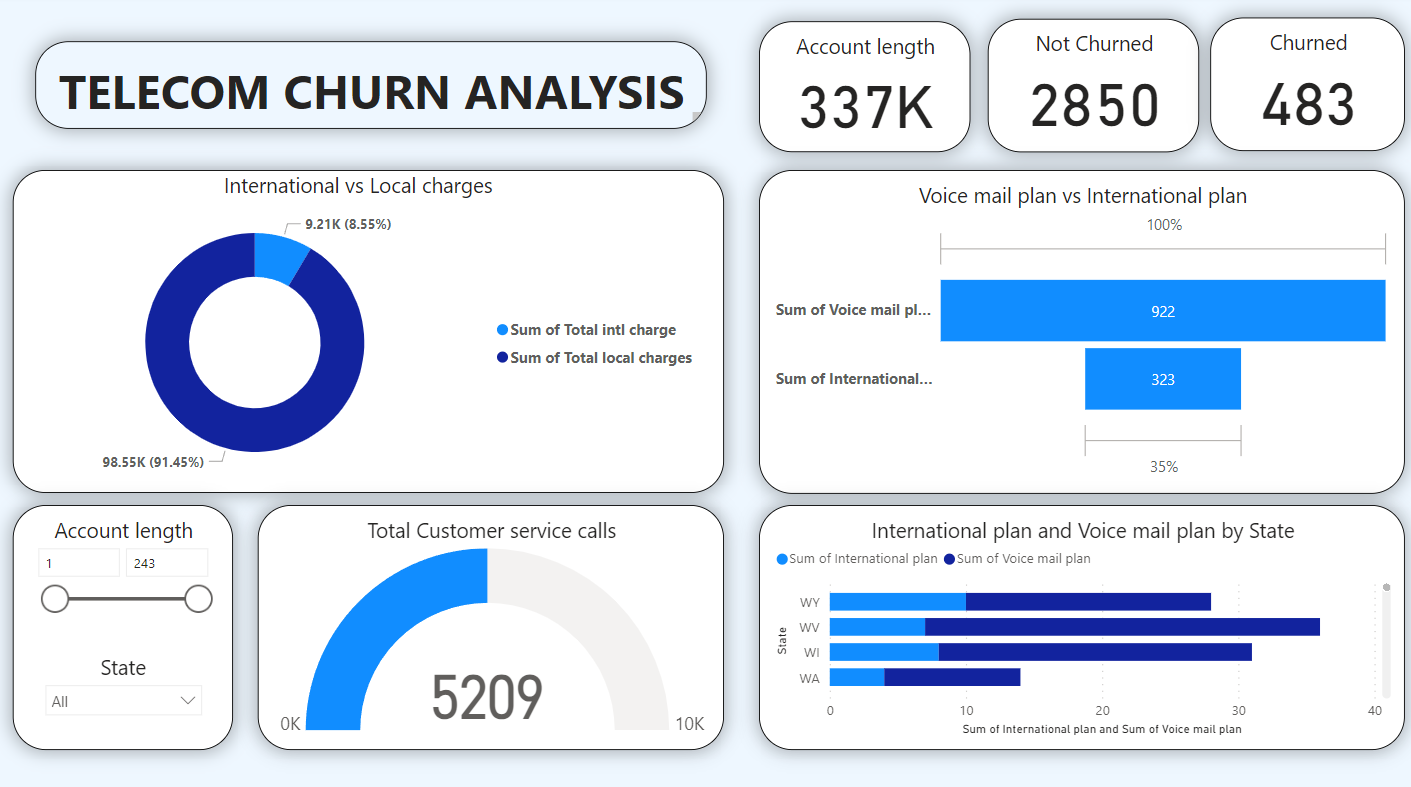 TELECOM CHURN ANALYSIS
Account length
337K
Not Churned
2850
Churned
483
International vs Local charges
9.21K (8.55%)
98.55K (91.45%)
Sum of Total intl charge
Sum of Total local charges
Voice mail plan vs International plan
100%
Sum of Voice mail pl...
922
Sum of International...
323
35%
Account length
1 243
State
All
Total Customer service calls
5209
0K 10K
International plan and Voice mail plan by State
Sum of International plan Sum of Voice mail plan
State
WY
WV
WI
WA
0 10 20 30 40
Sum of International plan and Sum of Voice mail plan